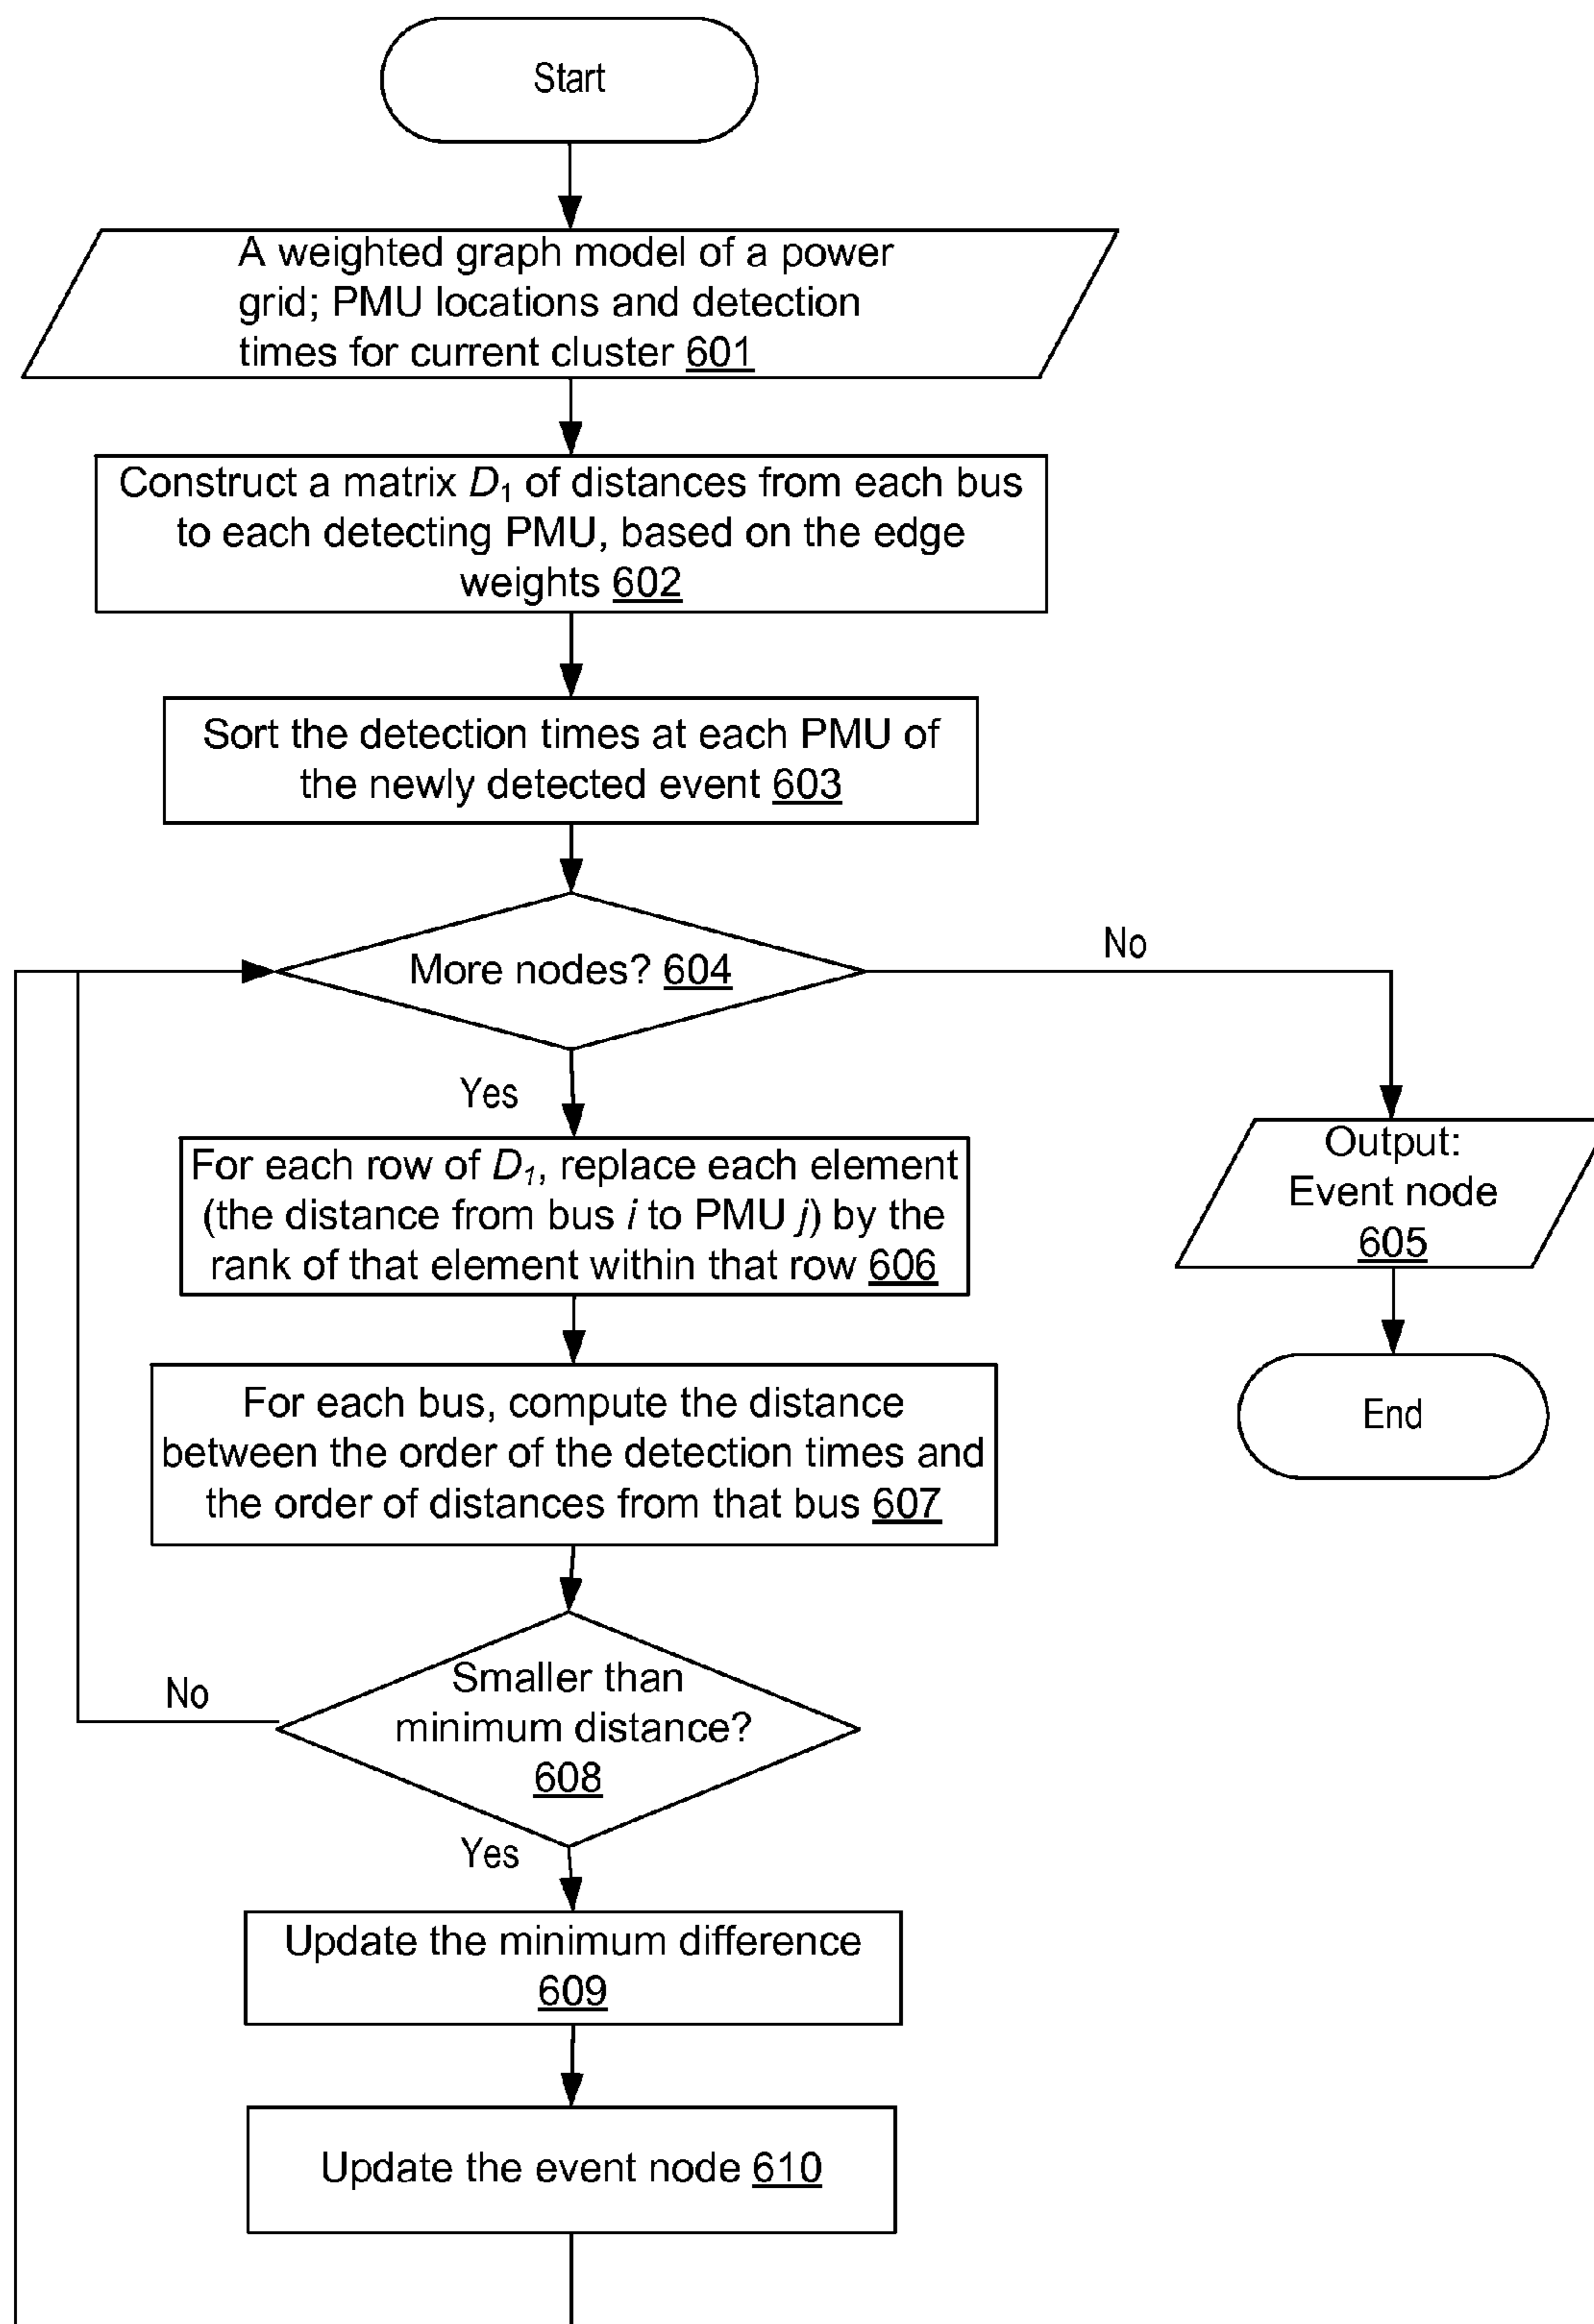 Start
A weighted graph model of a power
grid; PMU locations and detection
times for current cluster 601
Construct a matrix D1 of distances from each bus
to each detecting PMU, based on the edge
weights 602
Sort the detection times at each PMU of
the newly detected event 603
More nodes? 604
No
Yes
For each row of D1, replace each element
(the distance from bus i to PMU j) by the
rank of that element within that row 606
Output:
Event node
605
For each bus, compute the distance
between the order of the detection times and
the order of distances from that bus 607
End
Smaller than
minimum distance?
608
No
Yes
Update the minimum difference
609
Update the event node 610